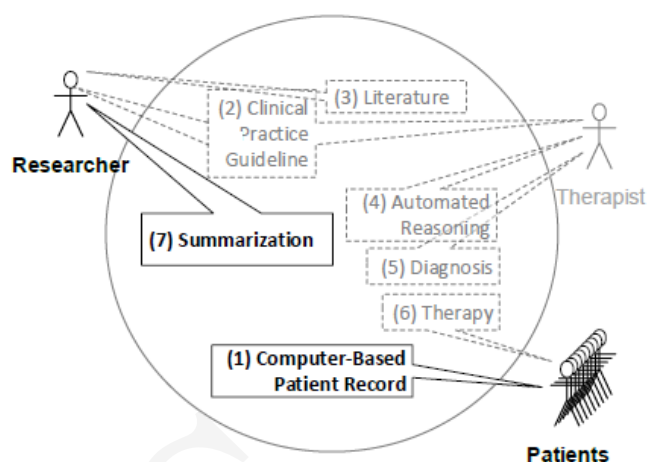 (3) Literature
(2) Clinical
Practice
Guideline
Researcher
Therapist
(4) Automated
Reasoning
(7) Summarization
(5) Diagnosis
(6) Therapy
(1) Computer-Based
Patient Record
Patients